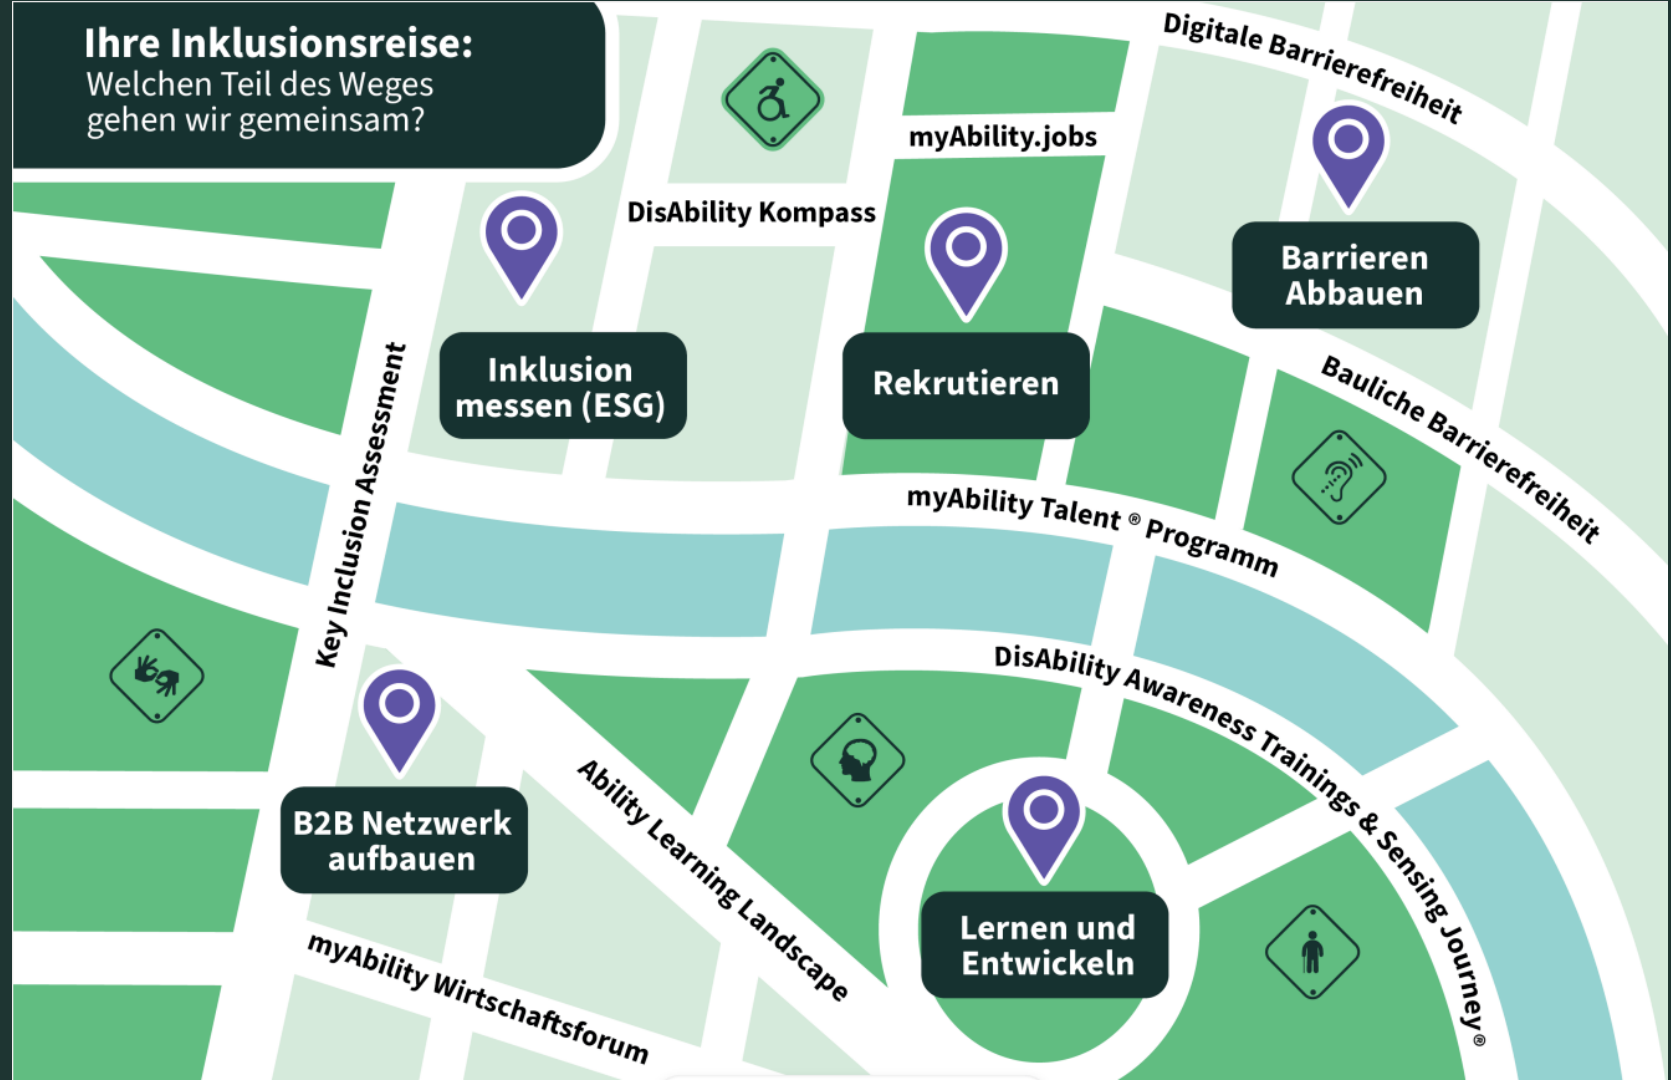 Ihre Inklusionsreise:
Welchen Teil des Weges
gehen wir gemeinsam?
Digitale Barrierefreiheit
myAbility.jobs
DisAbility Kompass
Barrieren
Abbauen
Inklusion
messen (ESG)
Rekrutieren
Bauliche Barrierefreiheit
Key Inclusion Assessment
myAbility Talent ® Programm
DisAbility Awareness Trainings & Sensing Journey®
B2B Netzwerk
aufbauen
Ability Learning Landscape
Lernen und
Entwickeln
myAbility Wirtschaftsforum